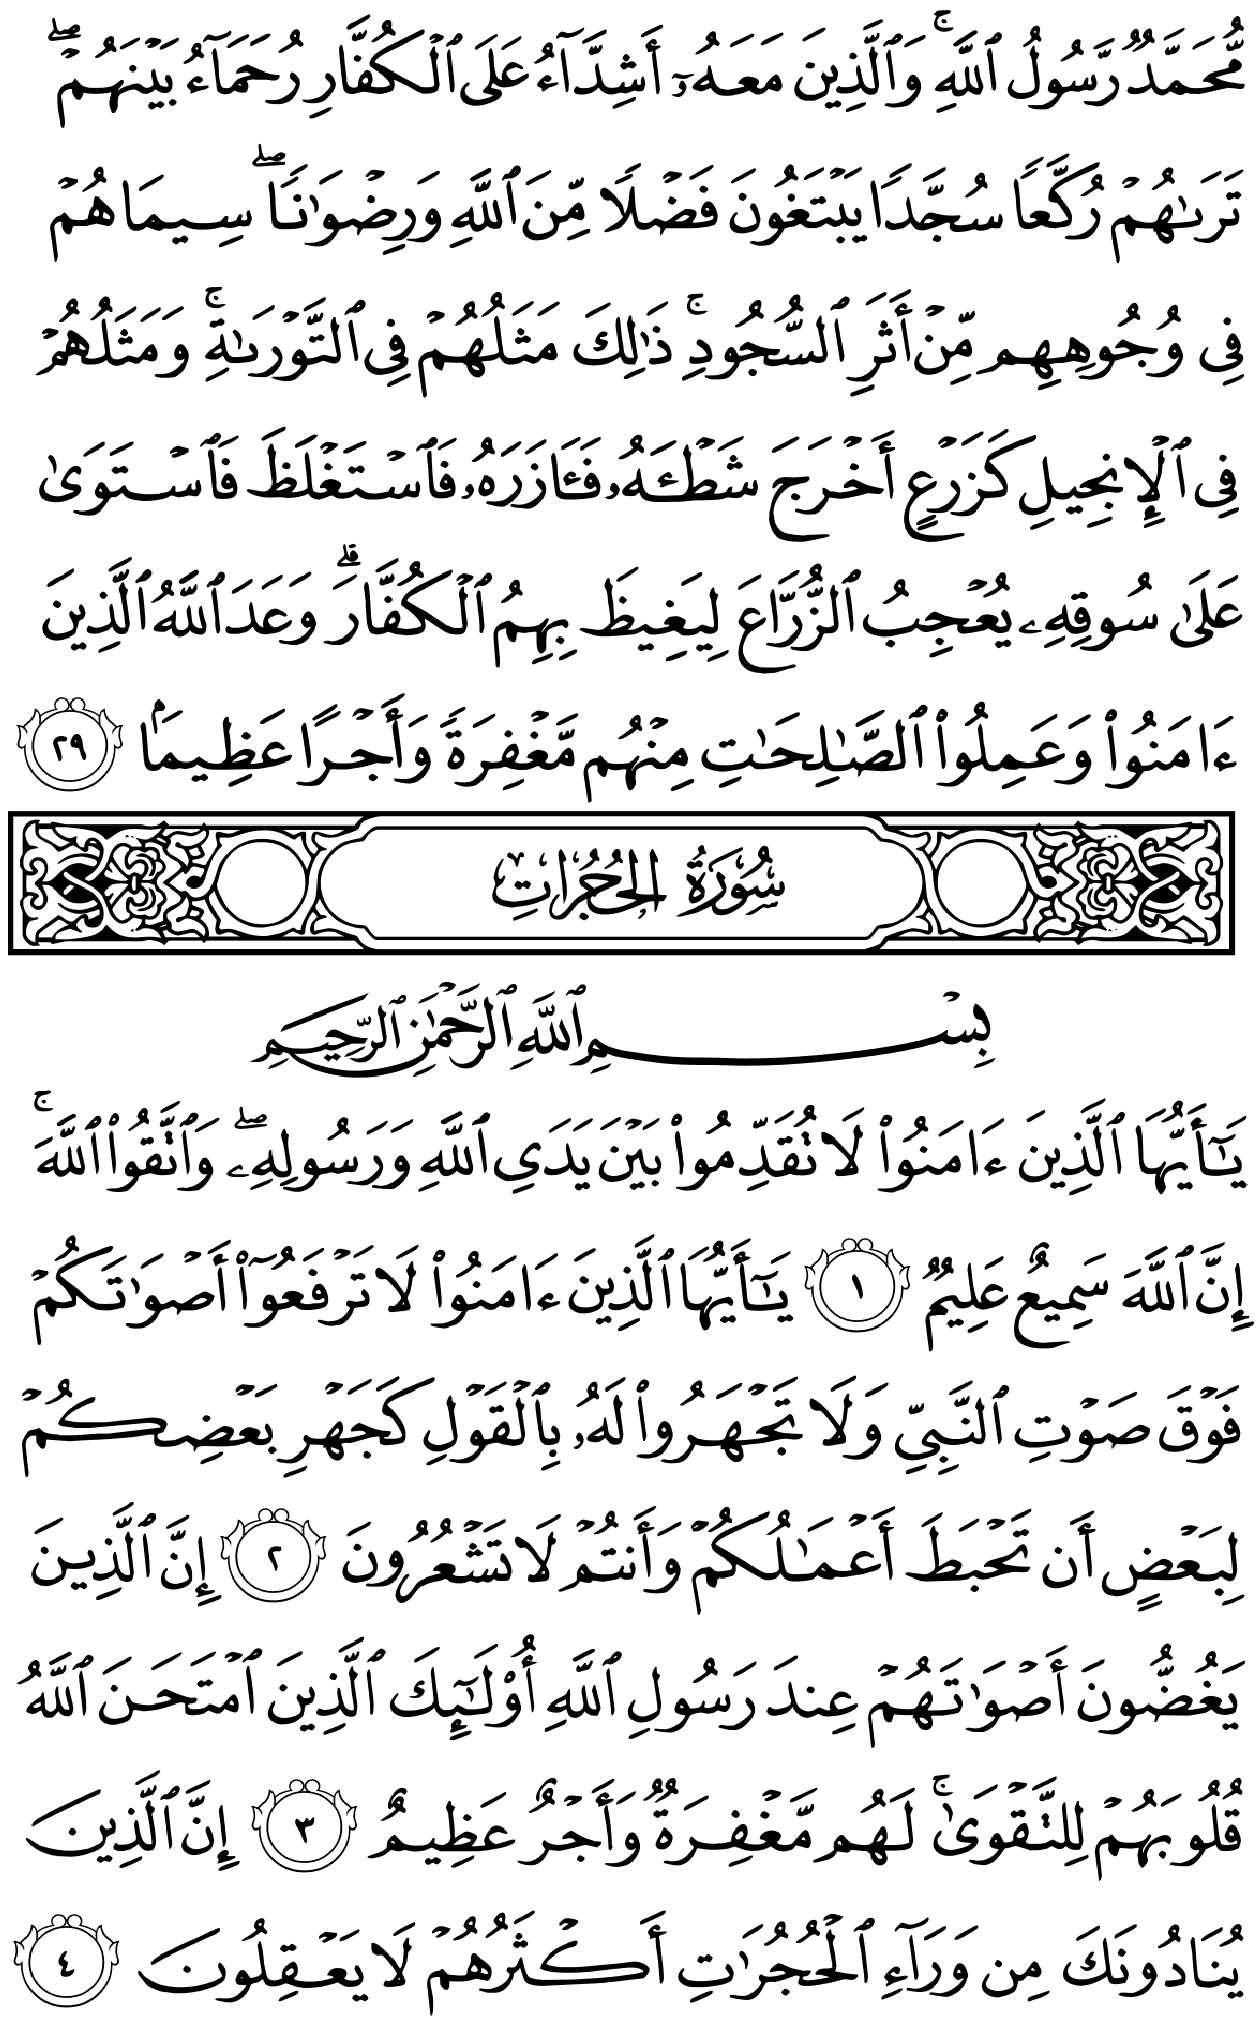 مُّحَمَّدٌ رَّسُولُ ٱللَّهِۚ وَٱلَّذِينَ مَعَهُۥٓ أَشِدَّآءُ عَلَى ٱلْكُفَّارِ رُحَمَآءُ بَيْنَهُمْۖ
تَرَىٰهُمْ رُكَّعًا سُجَّدًا يَبْتَغُونَ فَضْلًا مِّنَ ٱللَّهِ وَرِضْوَٰنًاۖ سِيمَاهُمْ
فِى وُجُوهِهِم مِّنْ أَثَرِ ٱلسُّجُودِۚ ذَٰلِكَ مَثَلُهُمْ فِى ٱلتَّوْرَىٰةِۚ وَمَثَلُهُمْ
فِى ٱلْإِنجِيلِ كَزَرْعٍ أَخْرَجَ شَطْـَٔهُۥ فَـَٔازَرَهُۥ فَٱسْتَغْلَظَ فَٱسْتَوَىٰ
عَلَىٰ سُوقِهِۦ يُعْجِبُ ٱلزُّرَّاعَ لِيَغِيظَ بِهِمُ ٱلْكُفَّارَۗ وَعَدَ ٱللَّهُ ٱلَّذِينَ
ءَامَنُوا۟ وَعَمِلُوا۟ ٱلصَّٰلِحَٰتِ مِنْهُم مَّغْفِرَةً وَأَجْرًا عَظِيمًۢا ٢٩
سُورَةُ الحُجُرَاتِ
بِسْمِ ٱللَّهِ ٱلرَّحْمَٰنِ ٱلرَّحِيمِ
يَٰٓأَيُّهَا ٱلَّذِينَ ءَامَنُوا۟ لَا تُقَدِّمُوا۟ بَيْنَ يَدَىِ ٱللَّهِ وَرَسُولِهِۦۖ وَٱتَّقُوا۟ ٱللَّهَۚ
إِنَّ ٱللَّهَ سَمِيعٌ عَلِيمٌ ١ يَٰٓأَيُّهَا ٱلَّذِينَ ءَامَنُوا۟ لَا تَرْفَعُوٓا۟ أَصْوَٰتَكُمْ
فَوْقَ صَوْتِ ٱلنَّبِىِّ وَلَا تَجْهَرُوا۟ لَهُۥ بِٱلْقَوْلِ كَجَهْرِ بَعْضِكُمْ
لِبَعْضٍ أَن تَحْبَطَ أَعْمَٰلُكُمْ وَأَنتُمْ لَا تَشْعُرُونَ ٢ إِنَّ ٱلَّذِينَ
يَغُضُّونَ أَصْوَٰتَهُمْ عِندَ رَسُولِ ٱللَّهِ أُو۟لَٰٓئِكَ ٱلَّذِينَ ٱمْتَحَنَ ٱللَّهُ
قُلُوبَهُمْ لِلتَّقْوَىٰۚ لَهُم مَّغْفِرَةٌ وَأَجْرٌ عَظِيمٌ ٣ إِنَّ ٱلَّذِينَ
يُنَادُونَكَ مِن وَرَآءِ ٱلْحُجُرَٰتِ أَكْثَرُهُمْ لَا يَعْقِلُونَ ٤